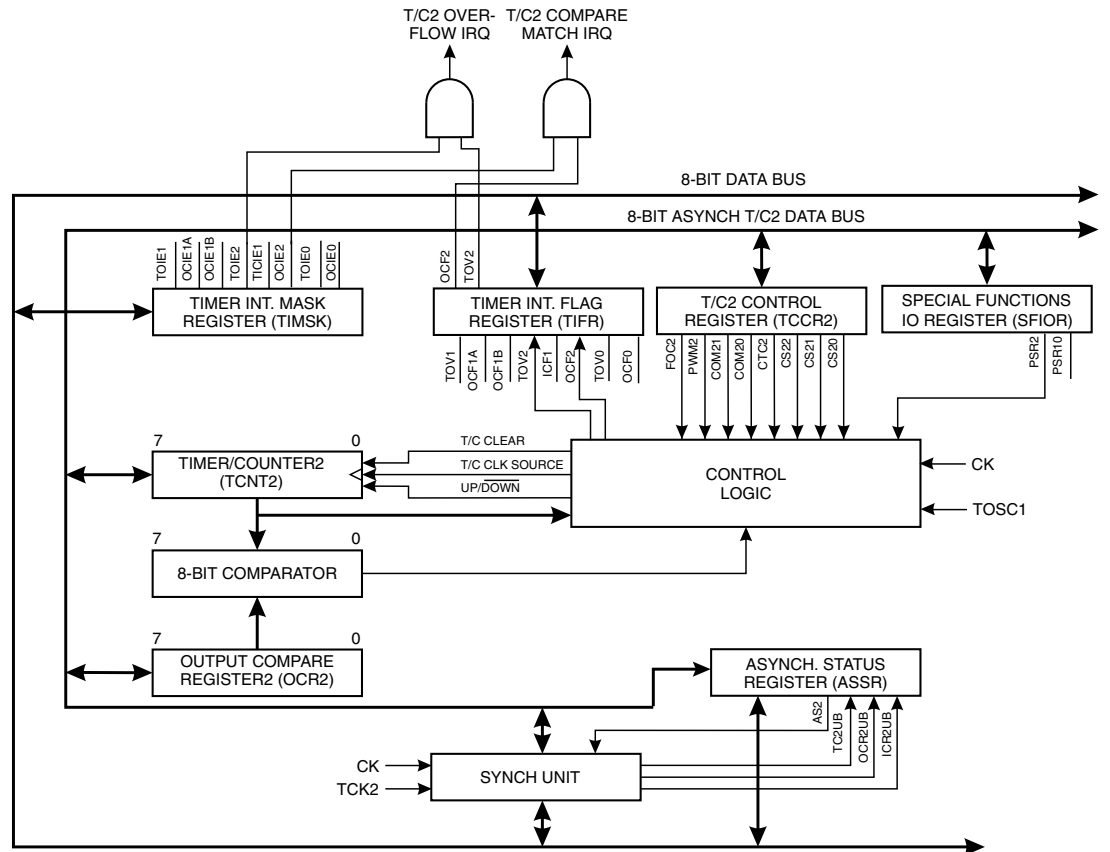 T/C2 OVER-
FLOW IRQ
T/C2 COMPARE
MATCH IRQ
8-BIT DATA BUS
8-BIT ASYNCH T/C2 DATA BUS
TOIE1
OCIE1A
OCIE1B
TOIE2
TICIE1
OCIE2
TOIE0
OCIE0
OCF2
TOV2
TIMER INT. MASK
REGISTER (TIMSK)
TIMER INT. FLAG
REGISTER (TIFR)
T/C2 CONTROL
REGISTER (TCCR2)
SPECIAL FUNCTIONS
IO REGISTER (SFIOR)
TOV1
OCF1A
OCF1B
TOV2
ICF1
OCF2
TOV0
OCF0
FOC2
PWM2
COM21
COM20
CTC2
CS22
CS21
CS20
PSR2
PSR10
7 0
TIMER/COUNTER2
(TCNT2)
T/C CLEAR
T/C CLK SOURCE
UP/DOWN
CONTROL
LOGIC
CK
TOSC1
7 0
8-BIT COMPARATOR
7 0
OUTPUT COMPARE
REGISTER2 (OCR2)
ASYNCH. STATUS
REGISTER (ASSR)
AS2
TC2UB
OCR2UB
ICR2UB
CK
TCK2
SYNCH UNIT